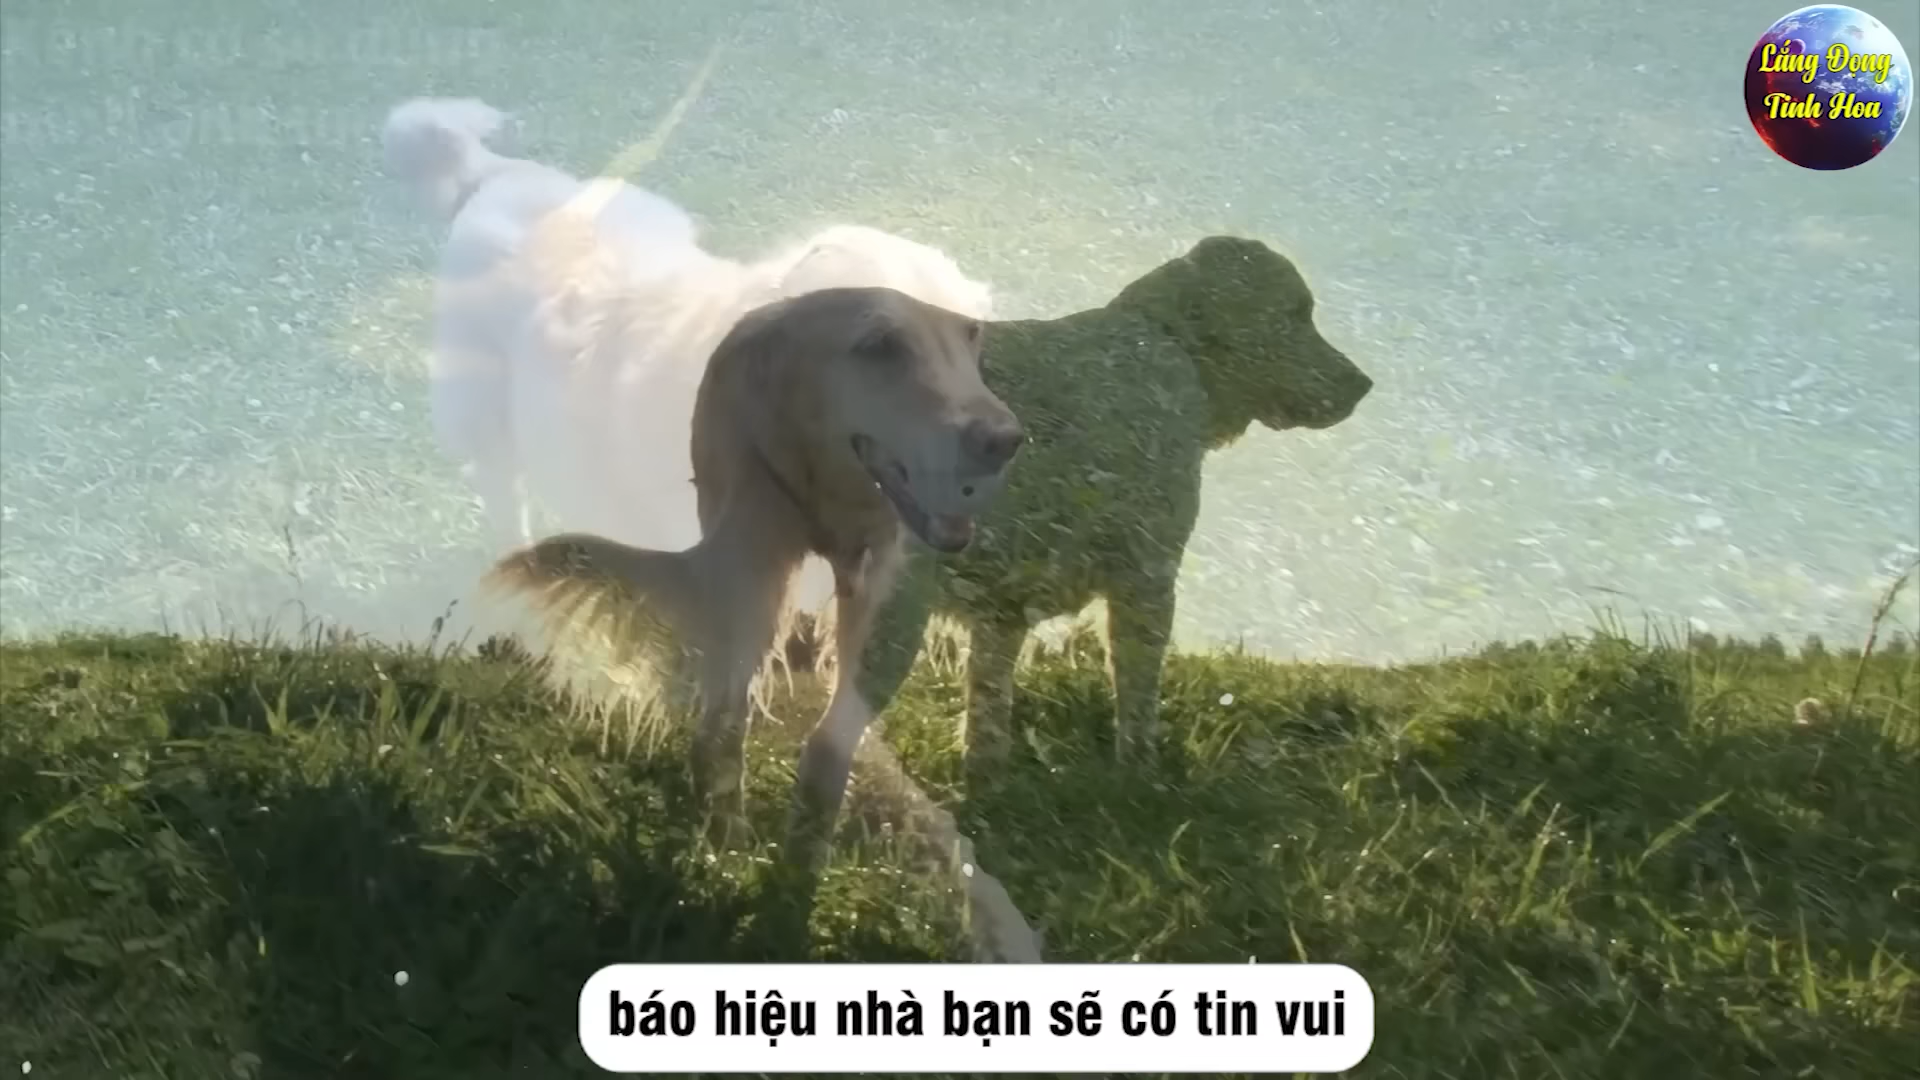 Lắng Đọng
Tinh Hoa
báo hiệu nhà bạn sẽ có tin vui